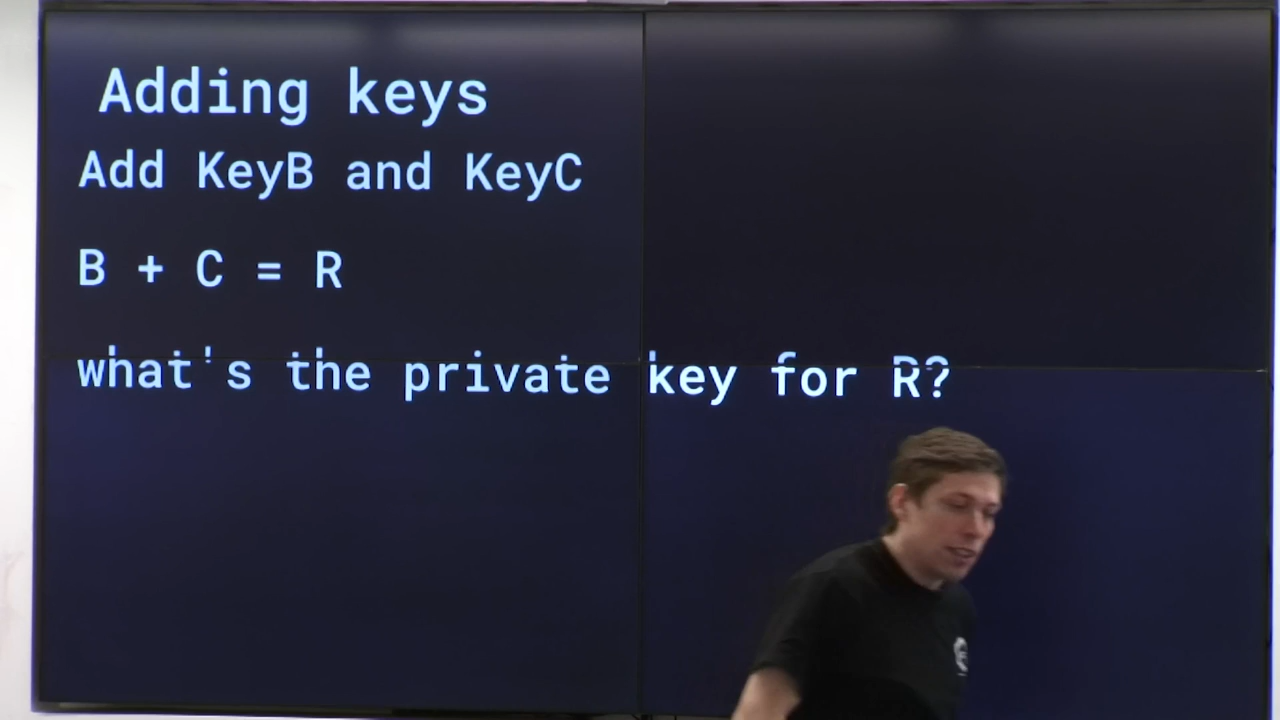 Adding keys
Add KeyB and KeyC
B + C = R
what's the private key for R?